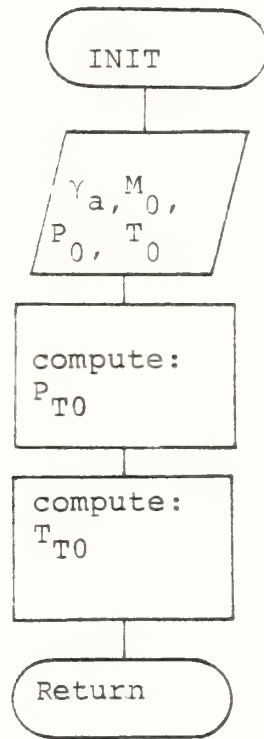 INIT
γa, M0,
P0, T0
compute:
PT0
compute:
TT0
Return